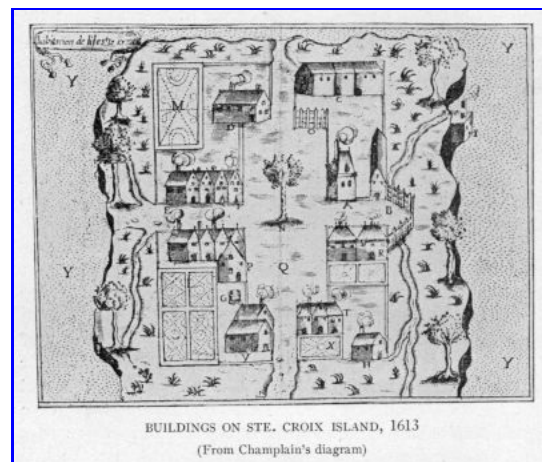 Y
Y
M
C
D
O
A
B
Y
P
Q
R
G
T
X
V
Y
BUILDINGS ON STE. CROIX ISLAND, 1613
(From Champlain's diagram)